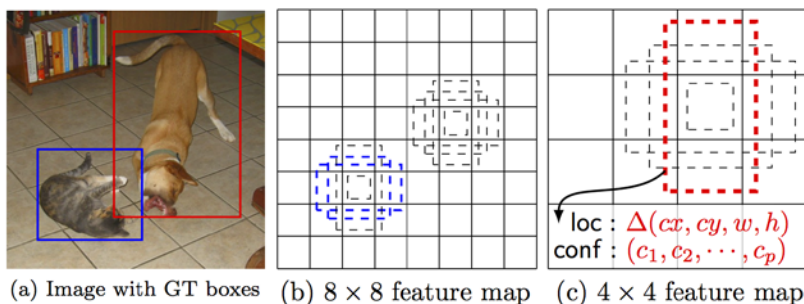 loc : Δ(cx, cy, w, h)
conf : (c₁, c₂, ⋯, cₚ)
(a) Image with GT boxes
(b) 8 × 8 feature map
(c) 4 × 4 feature map